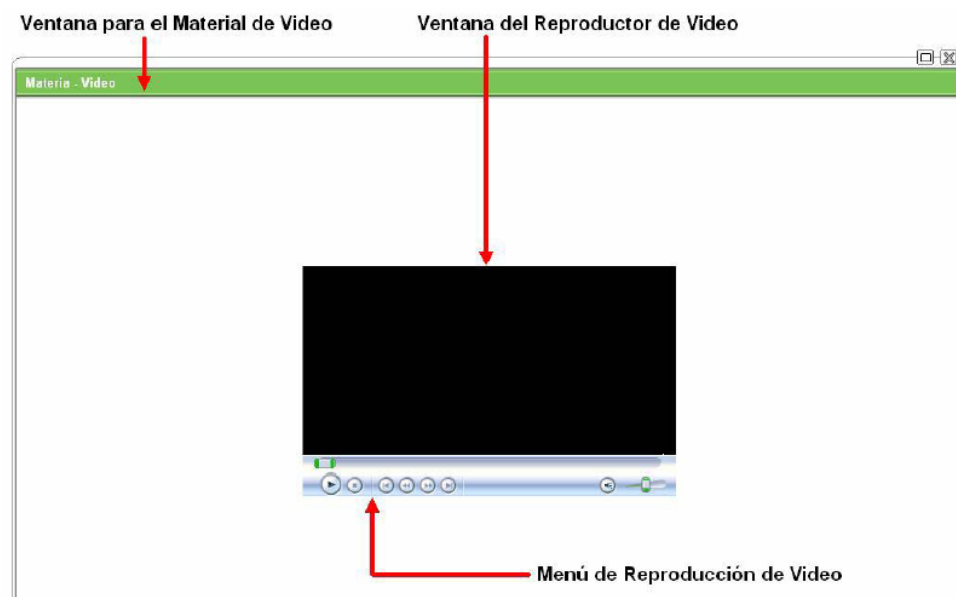 Ventana para el Material de Video
Ventana del Reproductor de Video
Materia - Video
Menú de Reproducción de Video